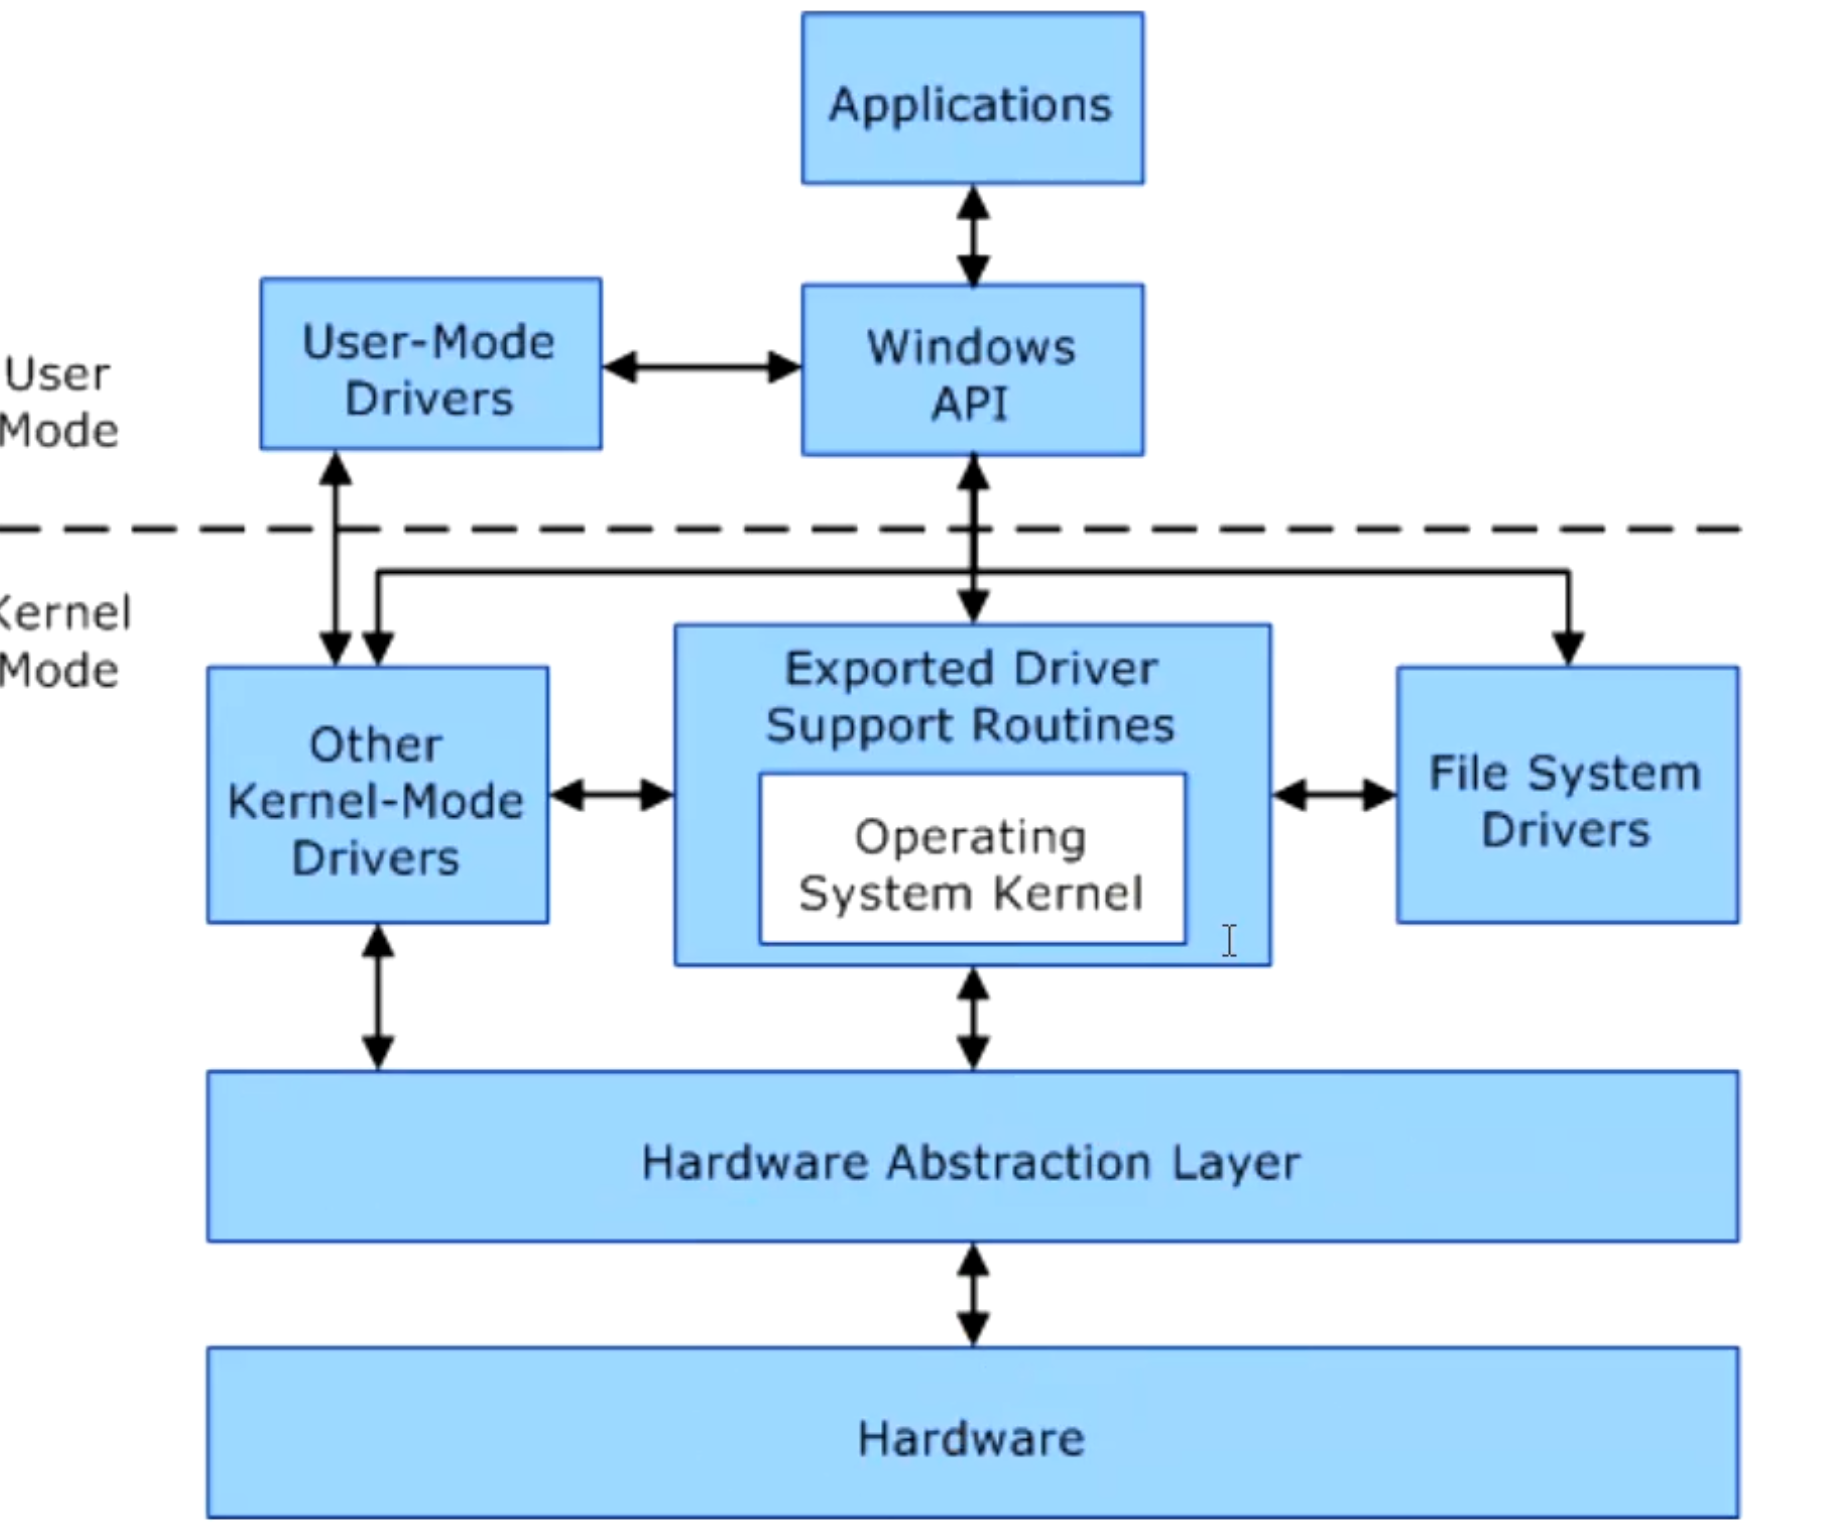 Applications
User-Mode
Drivers
Windows
API
User
Mode
Kernel
Mode
Other
Kernel-Mode
Drivers
Exported Driver
Support Routines
Operating
System Kernel
File System
Drivers
Hardware Abstraction Layer
Hardware